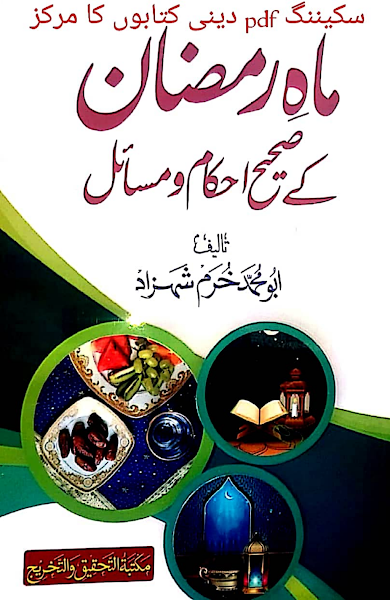 سکیننگ pdf دینی کتابوں کا مرکز
ماہِ رمضان
کے صحیح احکام و مسائل
تالیف
ابو محمد خرم شہزاد
مکتبۃ التحقیق والتخریج